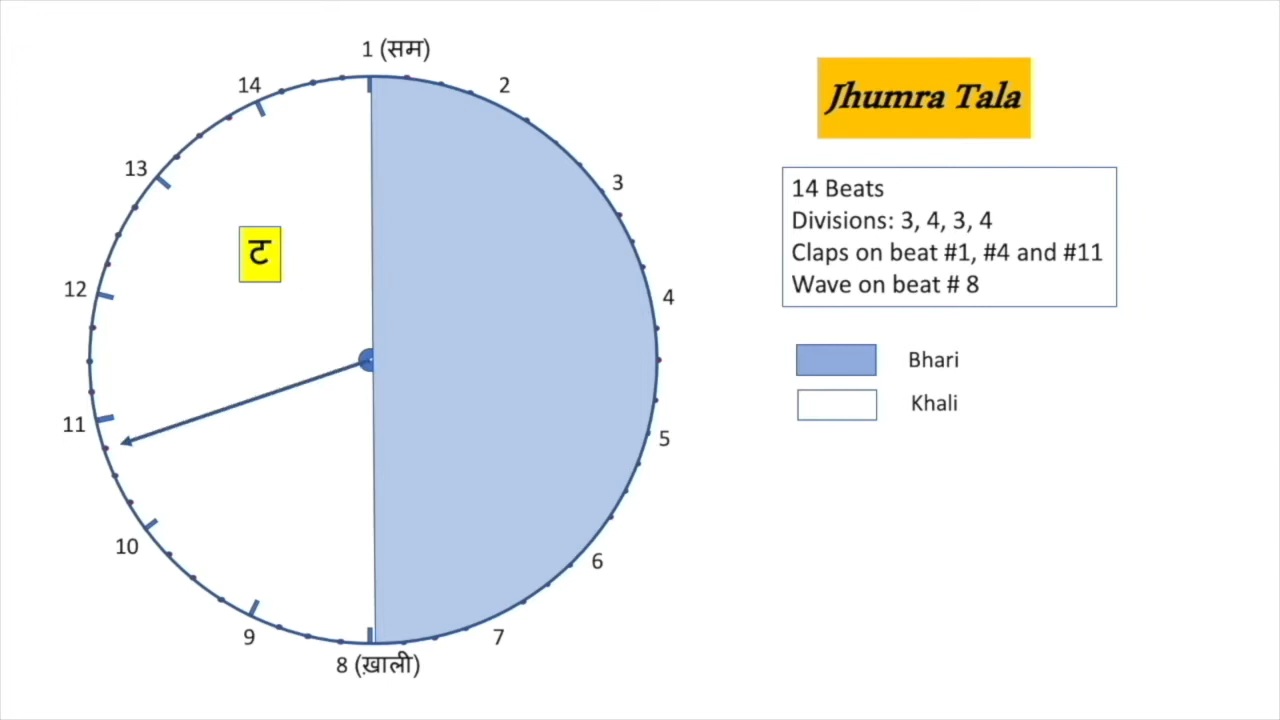 1 (सम)
14
2
13
3
ट
12
4
11
5
10
6
9
7
8 (ख़ाली)
Jhumra Tala
14 Beats
Divisions: 3, 4, 3, 4
Claps on beat #1, #4 and #11
Wave on beat # 8
Bhari
Khali